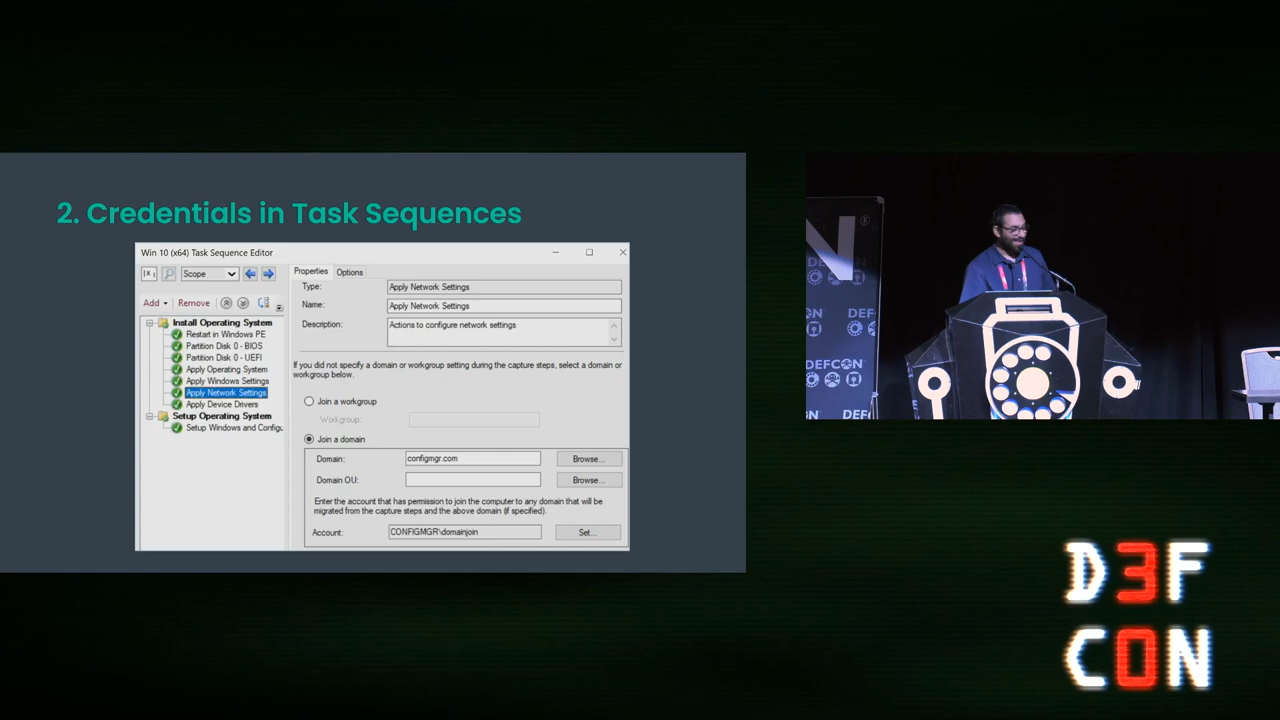 2. Credentials in Task Sequences
Win 10 (x64) Task Sequence Editor
Scope
Add
Remove
Install Operating System
Restart in Windows PE
Partition Disk 0 - BIOS
Partition Disk 0 - UEFI
Apply Operating System
Apply Windows Settings
Apply Network Settings
Apply Device Drivers
Setup Operating System
Setup Windows and Configu
Properties
Options
Type:
Apply Network Settings
Name:
Apply Network Settings
Description:
Actions to configure network settings
If you did not specify a domain or workgroup setting during the capture steps, select a domain or
workgroup below.
Join a workgroup
Workgroup:
Join a domain
Domain:
configmgr.com
Browse...
Domain OU:
Browse...
Enter the account that has permission to join the computer to any domain that will be
migrated from the capture steps and the above domain (if specified).
Account:
CONFIGMGR\domainjoin
Set...
N®
DEFCON
DEFCON
DEF
D3F
C0N